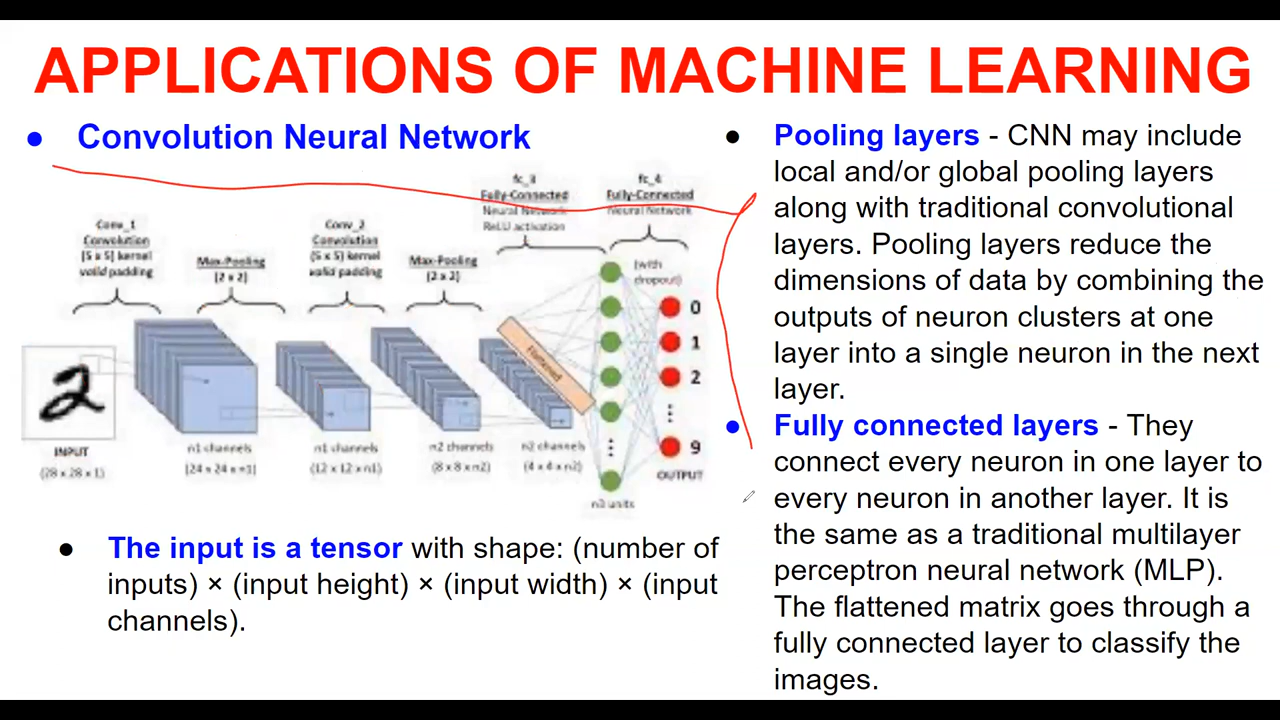 APPLICATIONS OF MACHINE LEARNING
● Convolution Neural Network
fc_3
Fully-Connected
Neural Network
ReLU activation
fc_4
Fully-Connected
Neural Network
Conv_1
Convolution
(5 x 5) kernel
valid padding
Max-Pooling
(2 x 2)
Conv_2
Convolution
(5 x 5) kernel
valid padding
Max-Pooling
(2 x 2)
(with
dropout)
Flattened
0
1
2
9
INPUT
(28 x 28 x 1)
n1 channels
(24 x 24 x n1)
n1 channels
(12 x 12 x n1)
n2 channels
(8 x 8 x n2)
n2 channels
(4 x 4 x n2)
OUTPUT
n3 units
● The input is a tensor with shape: (number of
inputs) × (input height) × (input width) × (input
channels).
● Pooling layers - CNN may include
local and/or global pooling layers
along with traditional convolutional
layers. Pooling layers reduce the
dimensions of data by combining the
outputs of neuron clusters at one
layer into a single neuron in the next
layer.
● Fully connected layers - They
connect every neuron in one layer to
every neuron in another layer. It is
the same as a traditional multilayer
perceptron neural network (MLP).
The flattened matrix goes through a
fully connected layer to classify the
images.